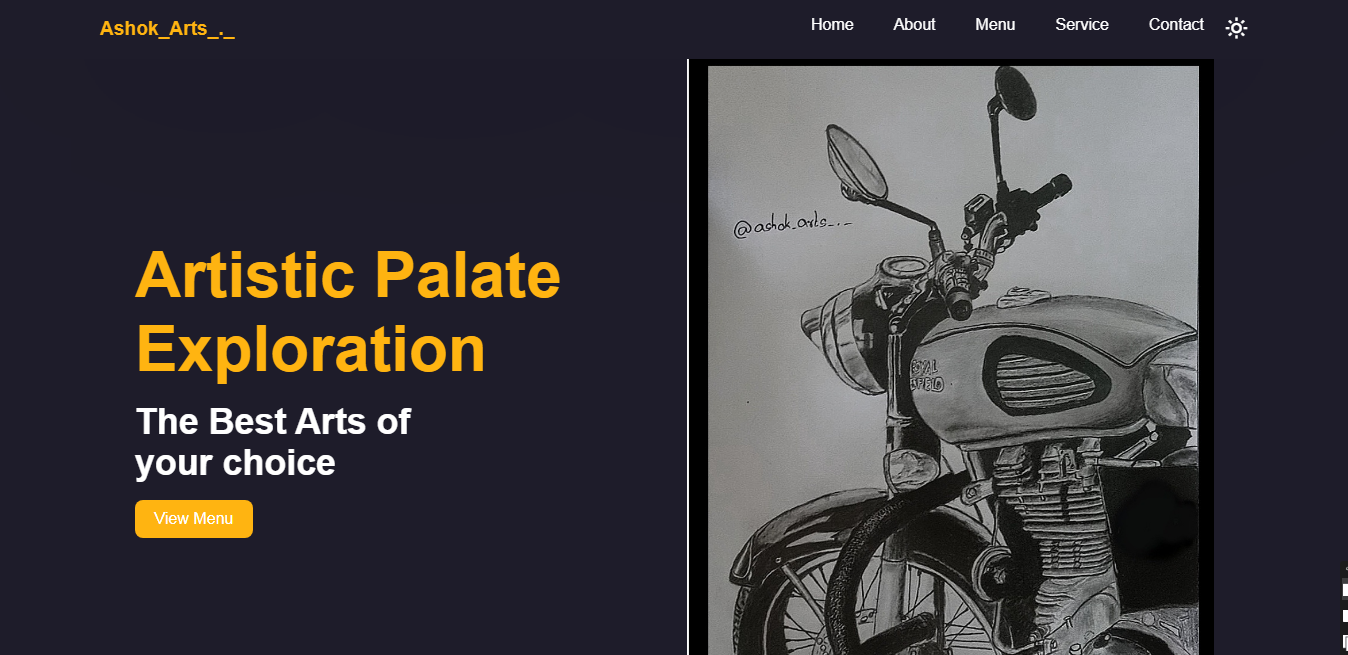 Ashok_Arts_._
Home About Menu Service Contact
@ashok_arts_._
Artistic Palate
Exploration
ROYAL
ENFIELD
The Best Arts of
your choice
View Menu